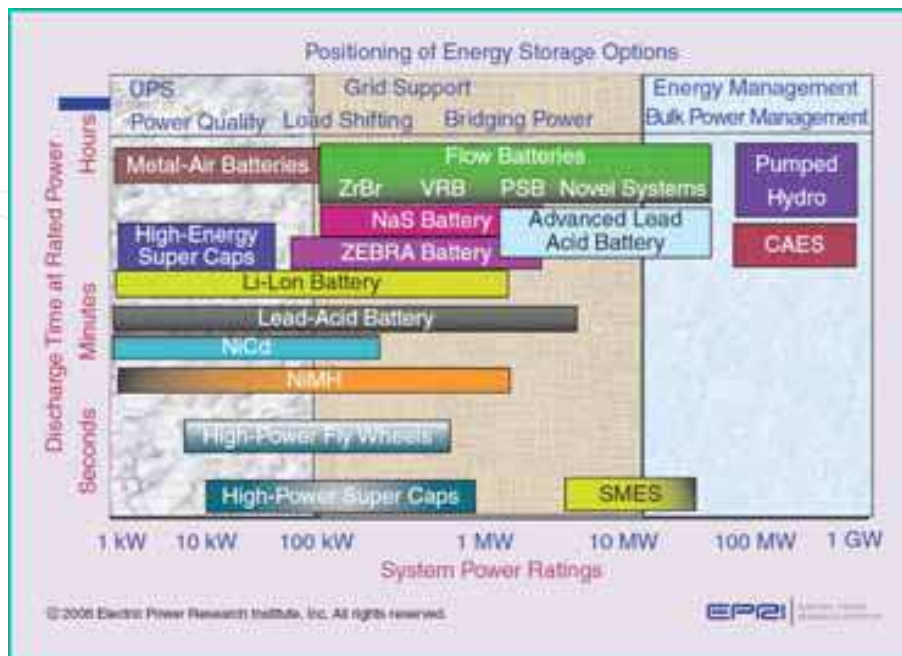 Positioning of Energy Storage Options
UPS
Grid Support
Energy Management
Power Quality
Load Shifting
Bridging Power
Bulk Power Management
Discharge Time at Rated Power
Hours
Minutes
Seconds
Metal-Air Batteries
Flow Batteries
ZrBr VRB PSB Novel Systems
Pumped
Hydro
High-Energy
Super Caps
NaS Battery
Advanced Lead
Acid Battery
ZEBRA Battery
CAES
Li-Lon Battery
Lead-Acid Battery
NiCd
NiMH
High-Power Fly Wheels
High-Power Super Caps
SMES
1 kW 10 kW 100 kW 1 MW 10 MW 100 MW 1 GW
System Power Ratings
Electric Power Research Institute, Inc. All rights reserved.
EPRI